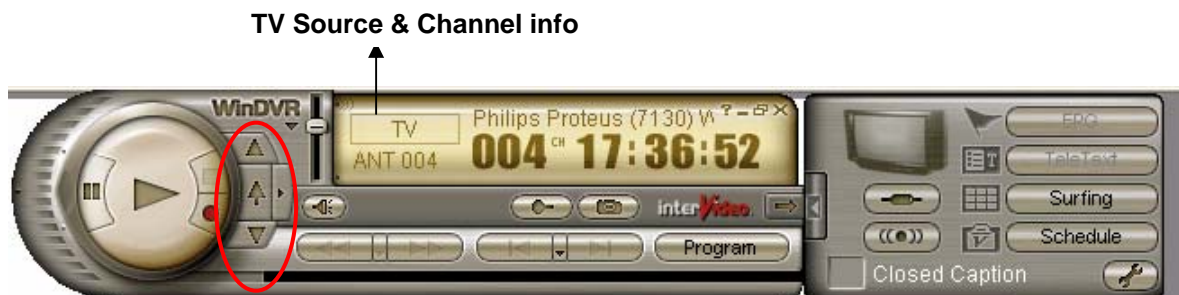 TV Source & Channel info
WinDVR
TV
Philips Proteus (7130) W
ANT 004
004 CH 17:36:52
interVideo
Program
EPG
TeleText
Surfing
Schedule
Closed Caption